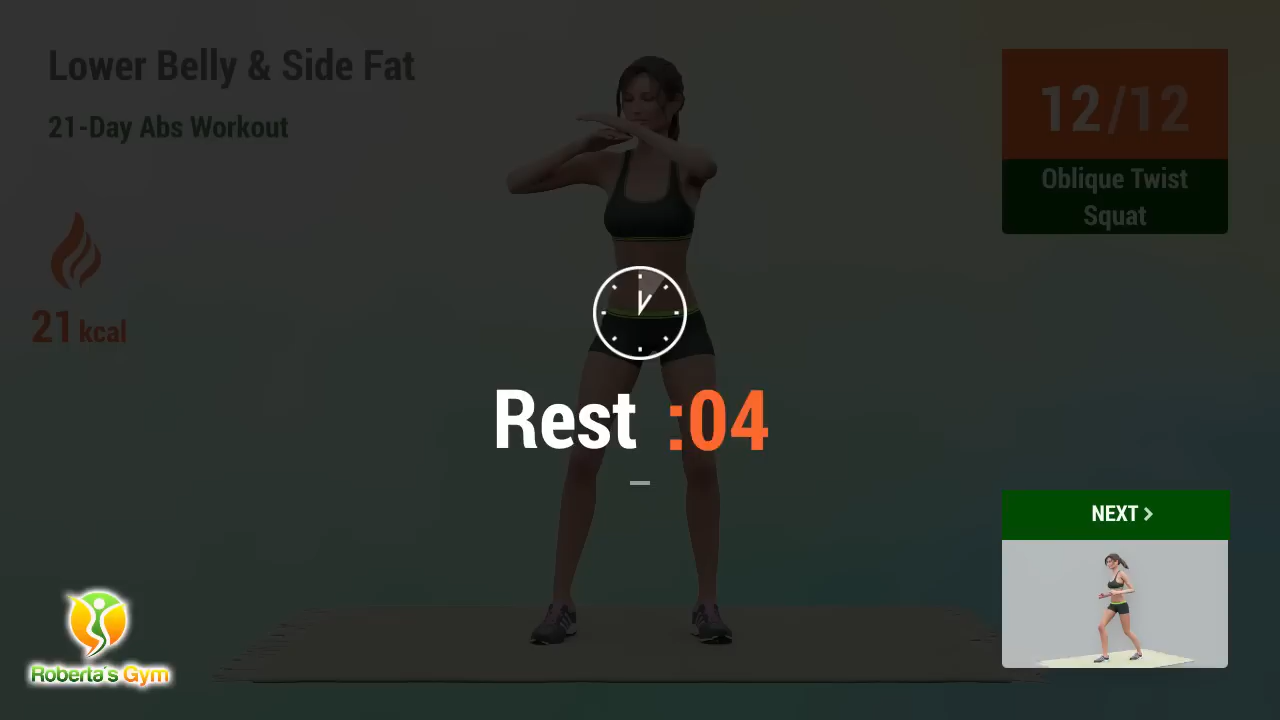 Lower Belly & Side Fat
21-Day Abs Workout
12/12
Oblique Twist
Squat
21 kcal
Rest :04
NEXT >
Roberta´s Gym